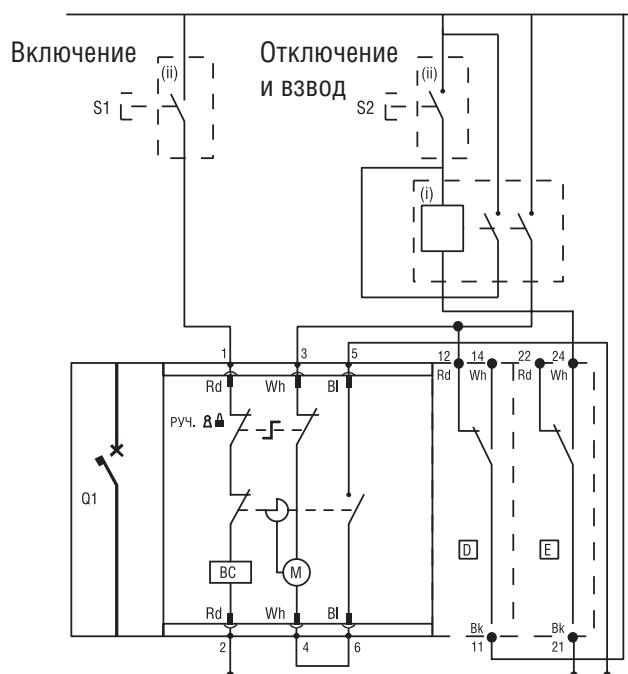 Включение
Отключение
и взвод
(ii)
(ii)
S1
S2
(i)
1
3
5
12
14
22
24
Rd
Wh
Bl
Rd
Wh
Rd
Wh
РУЧ.
Q1
D
E
BC
M
Rd
Wh
Bl
Bk
Bk
2
4
6
11
21